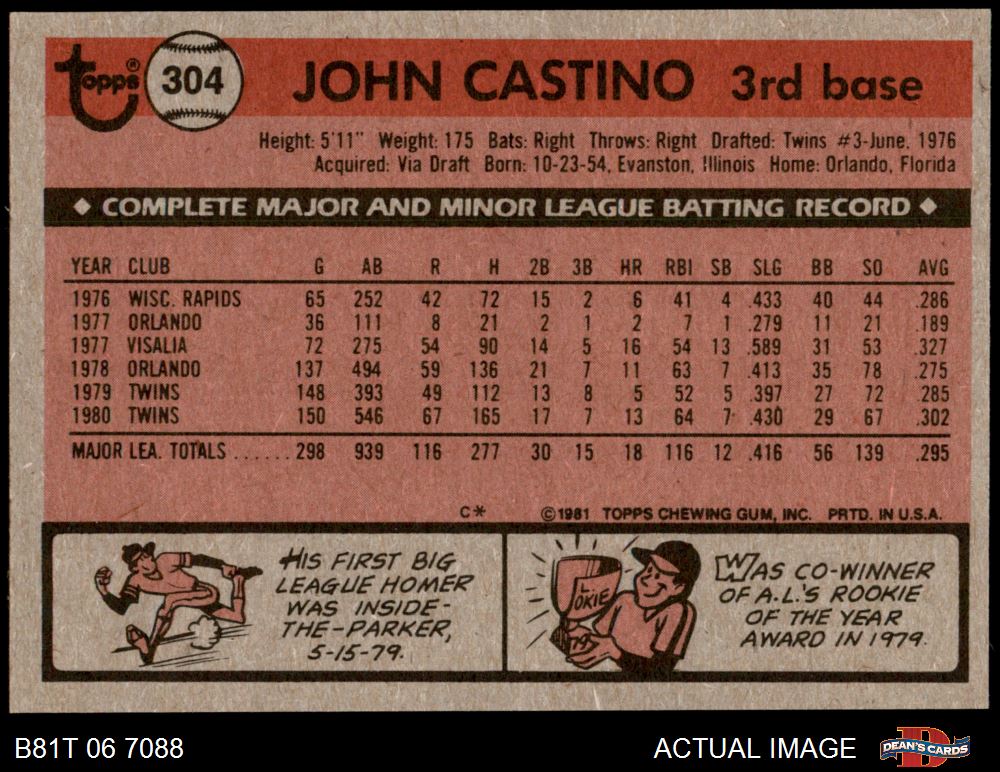 topps®
304
JOHN CASTINO 3rd base
Height: 5'11" Weight: 175 Bats: Right Throws: Right Drafted: Twins #3-June, 1976
Acquired: Via Draft Born: 10-23-54, Evanston, Illinois Home: Orlando, Florida
◆ COMPLETE MAJOR AND MINOR LEAGUE BATTING RECORD ◆
YEAR CLUB G AB R H 2B 3B HR RBI SB SLG BB SO AVG
1976 WISC. RAPIDS 65 252 42 72 15 2 6 41 4 .433 40 44 .286
1977 ORLANDO 36 111 8 21 2 1 2 7 1 .279 11 21 .189
1977 VISALIA 72 275 54 90 14 5 16 54 13 .589 31 53 .327
1978 ORLANDO 137 494 59 136 21 7 11 63 7 .413 35 78 .275
1979 TWINS 148 393 49 112 13 8 5 52 5 .397 27 72 .285
1980 TWINS 150 546 67 165 17 7 13 64 7 .430 29 67 .302
MAJOR LEA. TOTALS ...... 298 939 116 277 30 15 18 116 12 .416 56 139 .295
C* ©1981 TOPPS CHEWING GUM, INC. PRTD. IN U.S.A.
HIS FIRST BIG
LEAGUE HOMER
WAS INSIDE-
THE-PARKER,
5-15-79.
OKIE
79
WAS CO-WINNER
OF A.L.'S ROOKIE
OF THE YEAR
AWARD IN 1979.
B81T 06 7088
ACTUAL IMAGE
D
DEAN'S CARDS